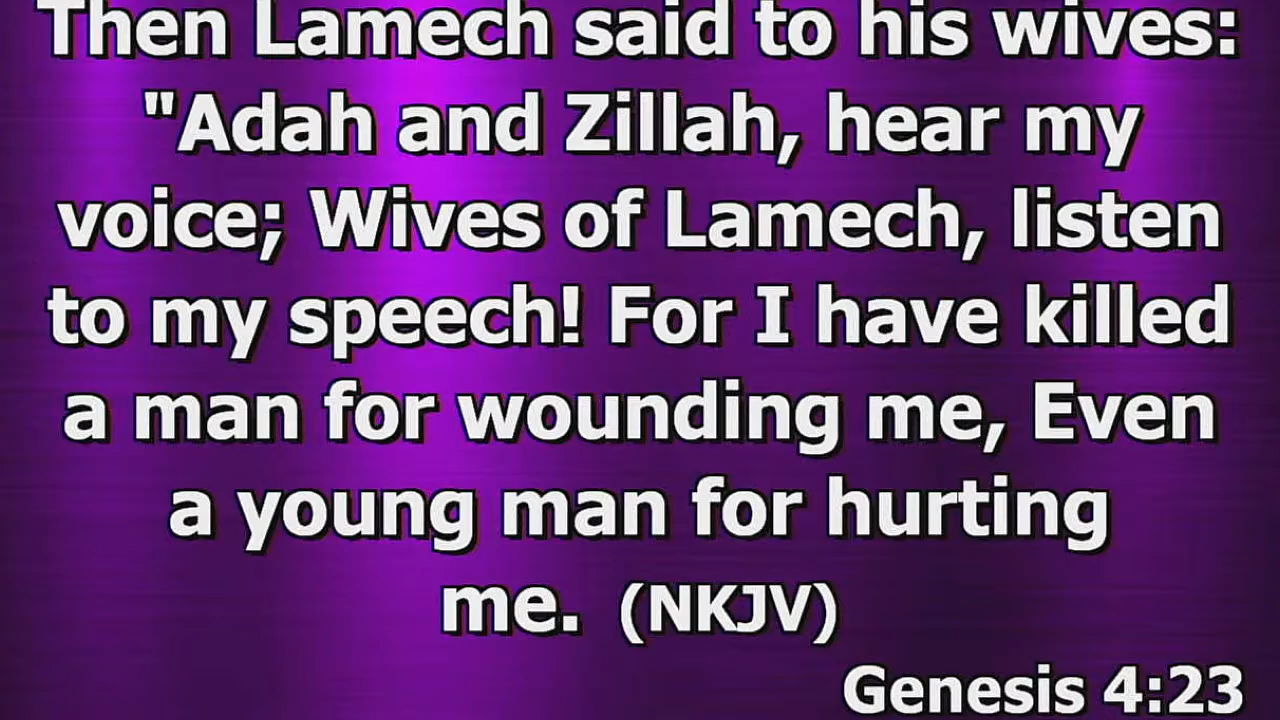 Then Lamech said to his wives:
"Adah and Zillah, hear my
voice; Wives of Lamech, listen
to my speech! For I have killed
a man for wounding me, Even
a young man for hurting
me. (NKJV)
Genesis 4:23